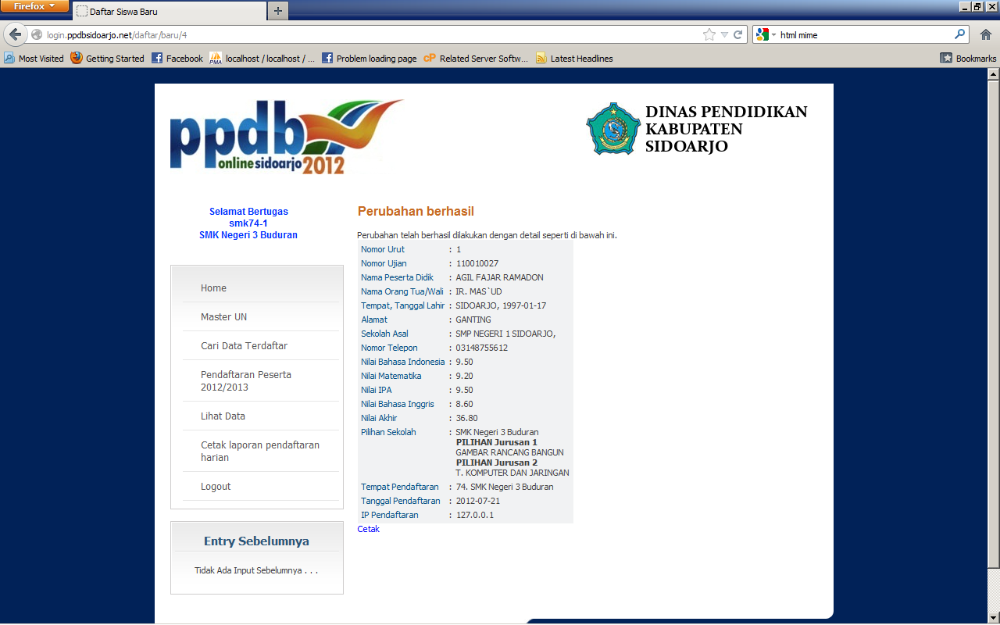 Firefox
Daftar Siswa Baru
login.ppdbsidoarjo.net/daftar/baru/4
html mime
Most Visited
Getting Started
Facebook
localhost / localhost / ...
Problem loading page
Related Server Softw...
Latest Headlines
Bookmarks
ppdb
online sidoarjo 2012
DINAS PENDIDIKAN
KABUPATEN
SIDOARJO
Selamat Bertugas
smk74-1
SMK Negeri 3 Buduran
Home
Master UN
Cari Data Terdaftar
Pendaftaran Peserta
2012/2013
Lihat Data
Cetak laporan pendaftaran
harian
Logout
Entry Sebelumnya
Tidak Ada Input Sebelumnya . . .
Perubahan berhasil
Perubahan telah berhasil dilakukan dengan detail seperti di bawah ini.
Nomor Urut : 1
Nomor Ujian : 110010027
Nama Peserta Didik : AGIL FAJAR RAMADON
Nama Orang Tua/Wali : IR. MAS`UD
Tempat, Tanggal Lahir : SIDOARJO, 1997-01-17
Alamat : GANTING
Sekolah Asal : SMP NEGERI 1 SIDOARJO,
Nomor Telepon : 03148755612
Nilai Bahasa Indonesia : 9.50
Nilai Matematika : 9.20
Nilai IPA : 9.50
Nilai Bahasa Inggris : 8.60
Nilai Akhir : 36.80
Pilihan Sekolah : SMK Negeri 3 Buduran
PILIHAN Jurusan 1
GAMBAR RANCANG BANGUN
PILIHAN Jurusan 2
T. KOMPUTER DAN JARINGAN
Tempat Pendaftaran : 74. SMK Negeri 3 Buduran
Tanggal Pendaftaran : 2012-07-21
IP Pendaftaran : 127.0.0.1
Cetak